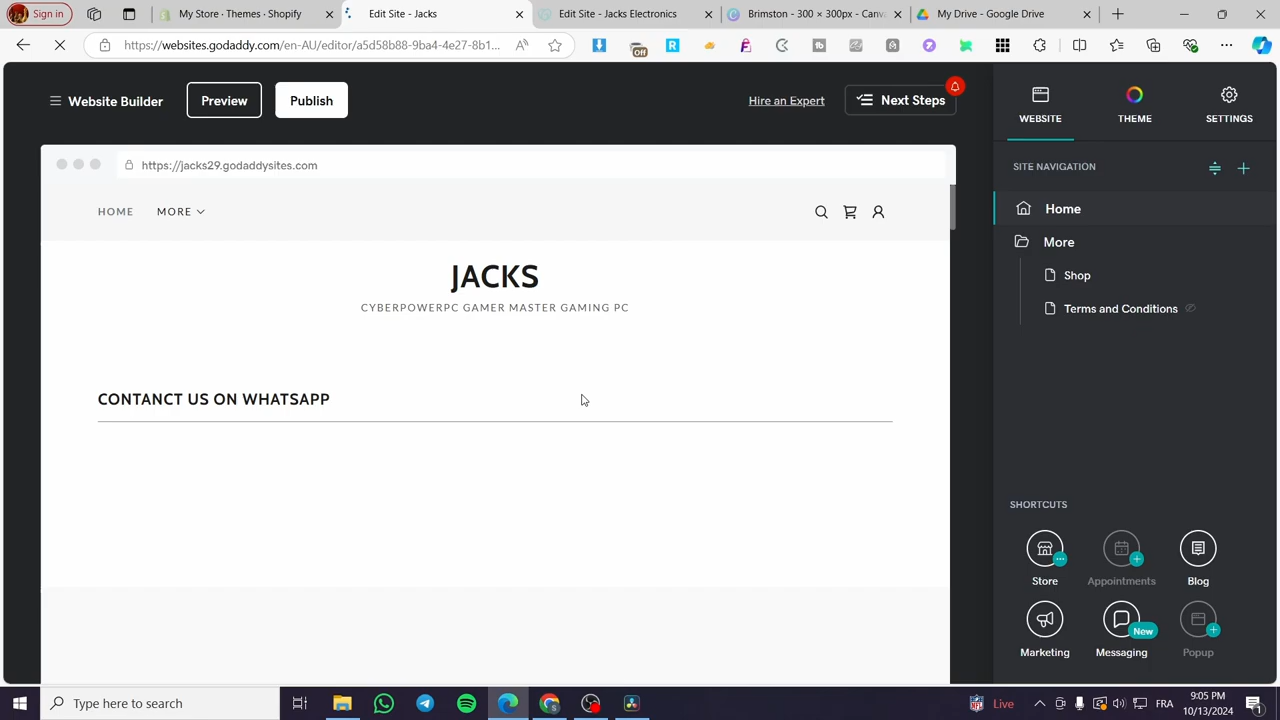 Sign in
My Store · Themes · Shopify
Edit Site - Jacks
Edit Site - Jacks Electronics
Brimston - 300 × 300px - Canv
My Drive - Google Drive
https://websites.godaddy.com/en-AU/editor/a5d58b88-9ba4-4e27-8b1...
Off
Website Builder
Preview
Publish
Hire an Expert
Next Steps
WEBSITE
THEME
SETTINGS
https://jacks29.godaddysites.com
SITE NAVIGATION
HOME
MORE
Home
More
Shop
Terms and Conditions
JACKS
CYBERPOWERPC GAMER MASTER GAMING PC
CONTANCT US ON WHATSAPP
SHORTCUTS
Store
Appointments
Blog
New
Marketing
Messaging
Popup
Type here to search
Live
FRA
9:05 PM
10/13/2024
1